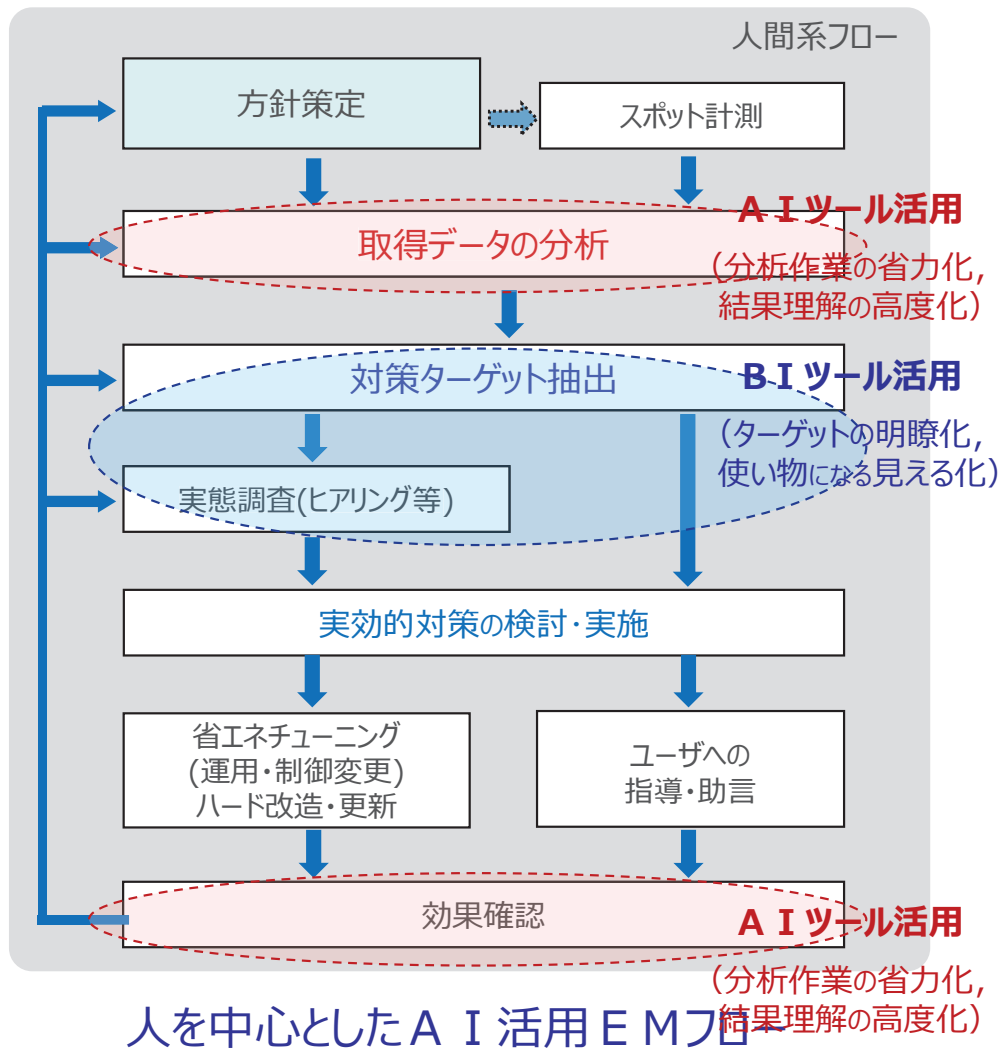 人間系フロー
方針策定
スポット計測
AIツール活用
取得データの分析
（分析作業の省力化,
結果理解の高度化）
対策ターゲット抽出
BIツール活用
（ターゲットの明瞭化,
使い物になる見える化）
実態調査(ヒアリング等)
実効的対策の検討・実施
省エネチューニング
(運用・制御変更)
ハード改造・更新
ユーザへの
指導・助言
効果確認
AIツール活用
（分析作業の省力化,
結果理解の高度化）
人を中心としたAI活用EMフロー